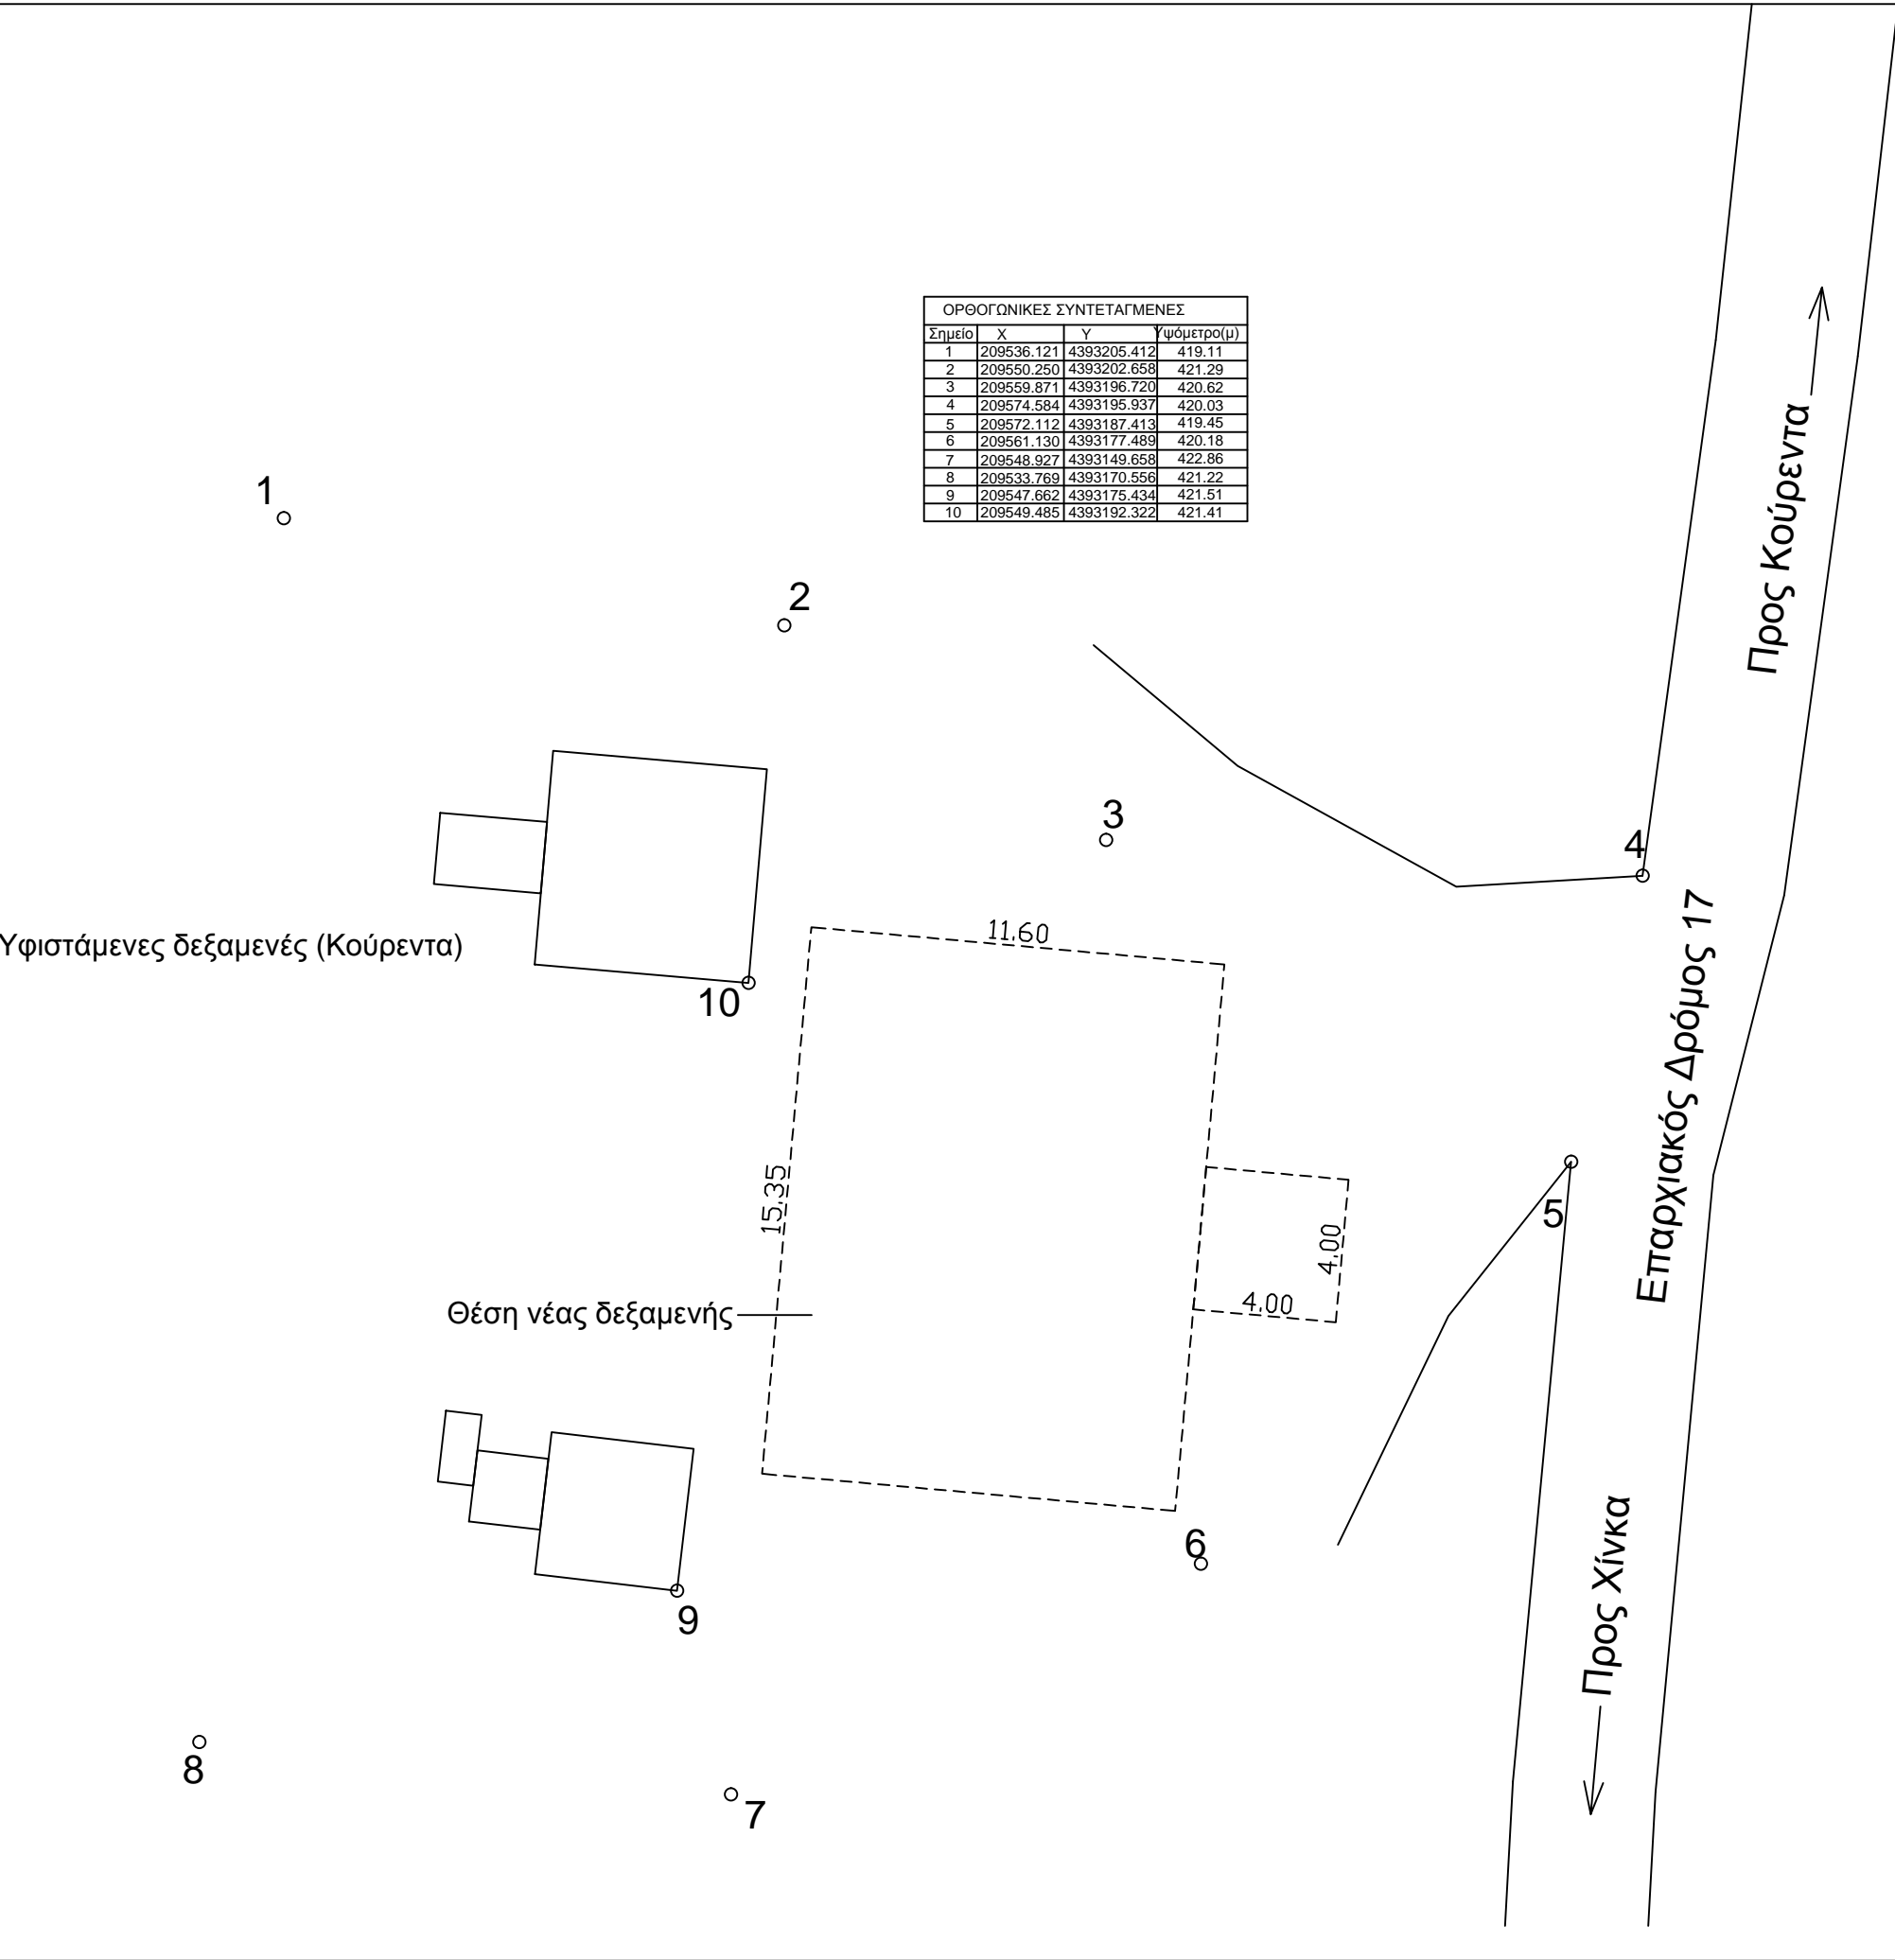 ΟΡΘΟΓΩΝΙΚΕΣ ΣΥΝΤΕΤΑΓΜΕΝΕΣ
Σημείο X Y Υψόμετρο(μ)
1 209536.121 4393205.412 419.11
2 209550.250 4393202.658 421.29
3 209559.871 4393196.720 420.62
4 209574.584 4393195.937 420.03
5 209572.112 4393187.413 419.45
6 209561.130 4393177.489 420.18
7 209548.927 4393149.658 422.86
8 209533.769 4393170.556 421.22
9 209547.662 4393175.434 421.51
10 209549.485 4393192.322 421.41
1
2
Προς Κούρεντα
3
4
Υφιστάμενες δεξαμενές (Κούρεντα)
11.60
10
Επαρχιακός Δρόμος 17
15.35
5
4.00
4.00
Θέση νέας δεξαμενής
6
9
Προς Χίνκα
8
7